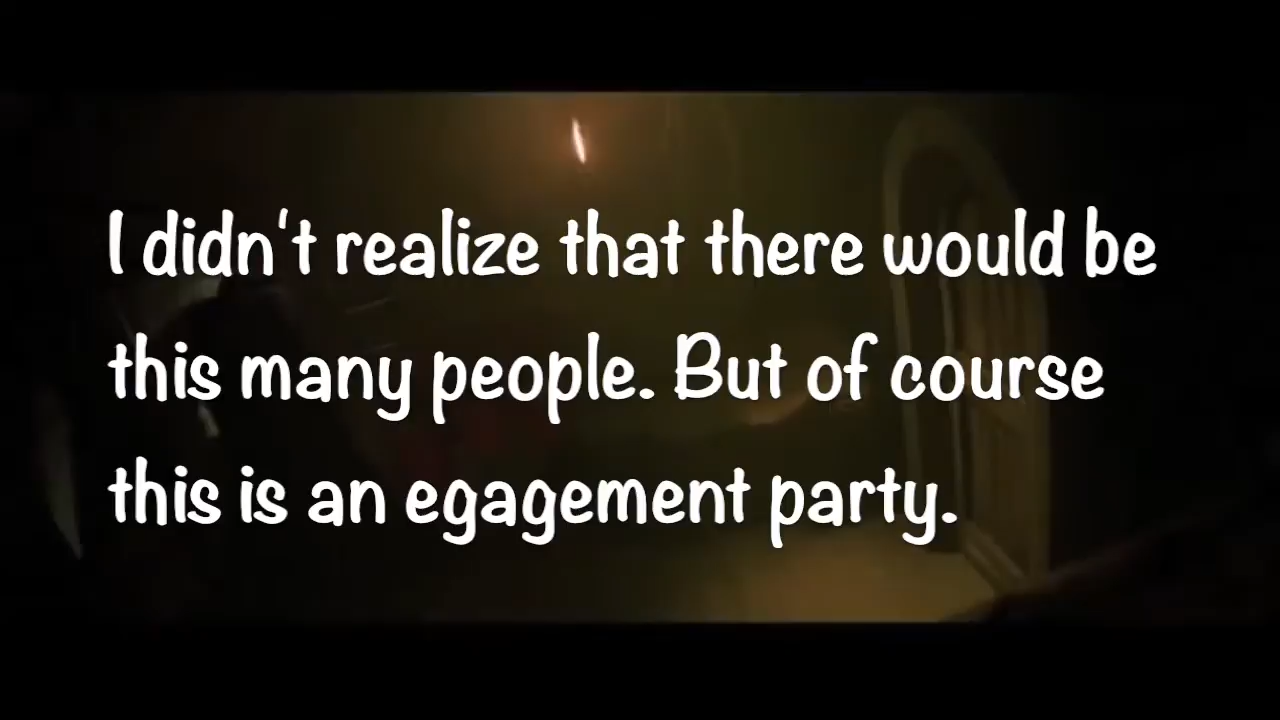 I didn't realize that there would be
this many people. But of course
this is an egagement party.